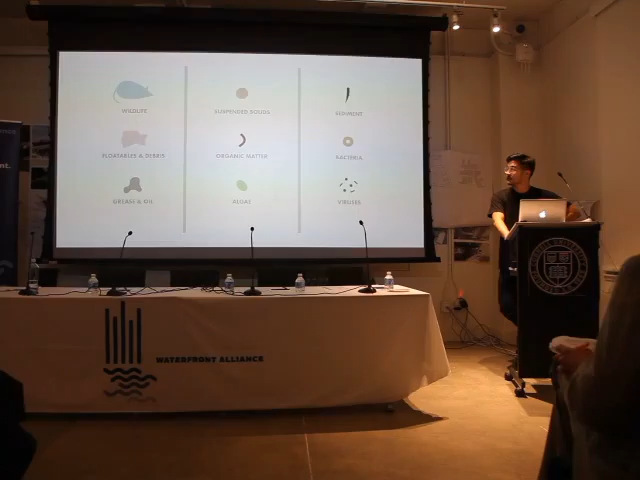 WILDLIFE
SUSPENDED SOLIDS
SEDIMENT
FLOATABLES & DEBRIS
ORGANIC MATTER
BACTERIA
GREASE & OIL
ALGAE
VIRUSES
WATERFRONT ALLIANCE